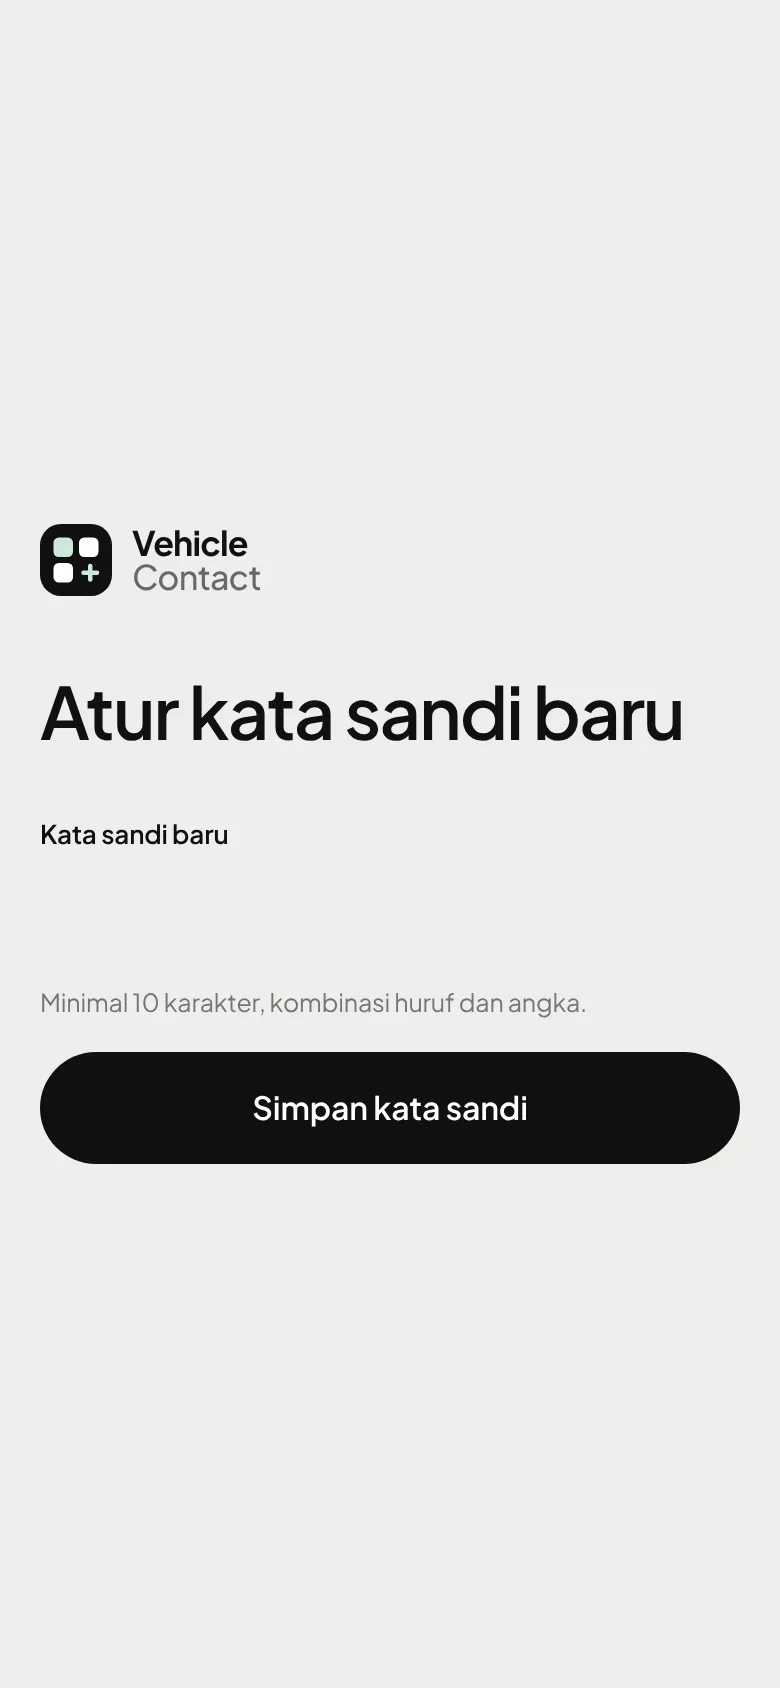 Vehicle
Contact
Atur kata sandi baru
Kata sandi baru
Minimal 10 karakter, kombinasi huruf dan angka.
Simpan kata sandi